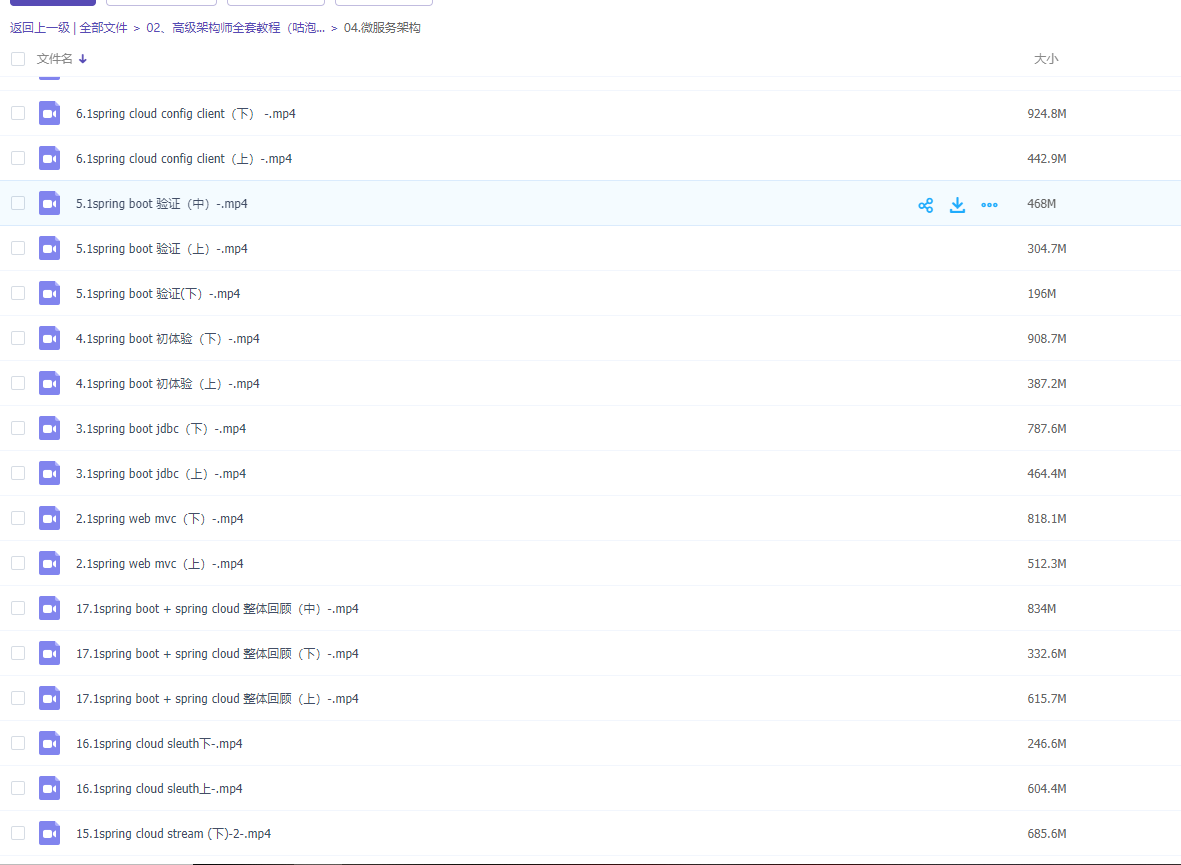 返回上一级 | 全部文件 > 02、高级架构师全套教程（咕泡... > 04.微服务架构
文件名 大小
6.1spring cloud config client（下） -.mp4 924.8M
6.1spring cloud config client（上）-.mp4 442.9M
5.1spring boot 验证（中）-.mp4 468M
5.1spring boot 验证（上）-.mp4 304.7M
5.1spring boot 验证(下）-.mp4 196M
4.1spring boot 初体验（下）-.mp4 908.7M
4.1spring boot 初体验（上）-.mp4 387.2M
3.1spring boot jdbc（下）-.mp4 787.6M
3.1spring boot jdbc（上）-.mp4 464.4M
2.1spring web mvc（下）-.mp4 818.1M
2.1spring web mvc（上）-.mp4 512.3M
17.1spring boot + spring cloud 整体回顾（中）-.mp4 834M
17.1spring boot + spring cloud 整体回顾（下）-.mp4 332.6M
17.1spring boot + spring cloud 整体回顾（上）-.mp4 615.7M
16.1spring cloud sleuth下-.mp4 246.6M
16.1spring cloud sleuth上-.mp4 604.4M
15.1spring cloud stream (下)-2-.mp4 685.6M